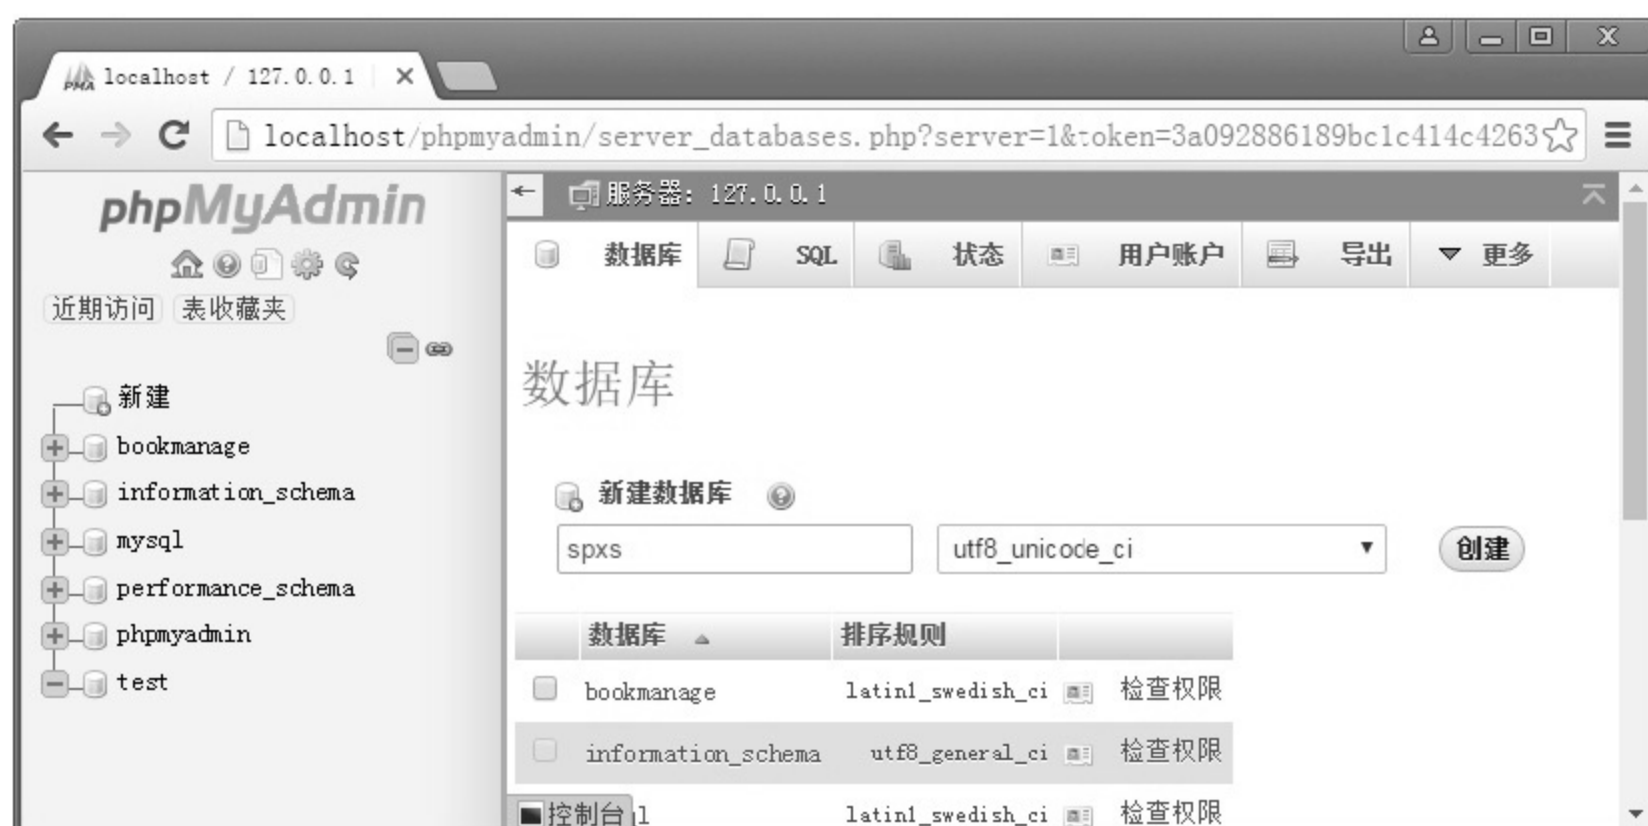 localhost / 127.0.0.1
localhost/phpmyadmin/server_databases.php?server=1&token=3a092886189bc1c414c4263
phpMyAdmin
近期访问 表收藏夹
新建
bookmanage
information_schema
mysql
performance_schema
phpmyadmin
test
服务器: 127.0.0.1
数据库 SQL 状态 用户账户 导出 更多
数据库
新建数据库
spxs utf8_unicode_ci 创建
数据库 排序规则
bookmanage latin1_swedish_ci 检查权限
information_schema utf8_general_ci 检查权限
控制台 l latin1_swedish_ci 检查权限